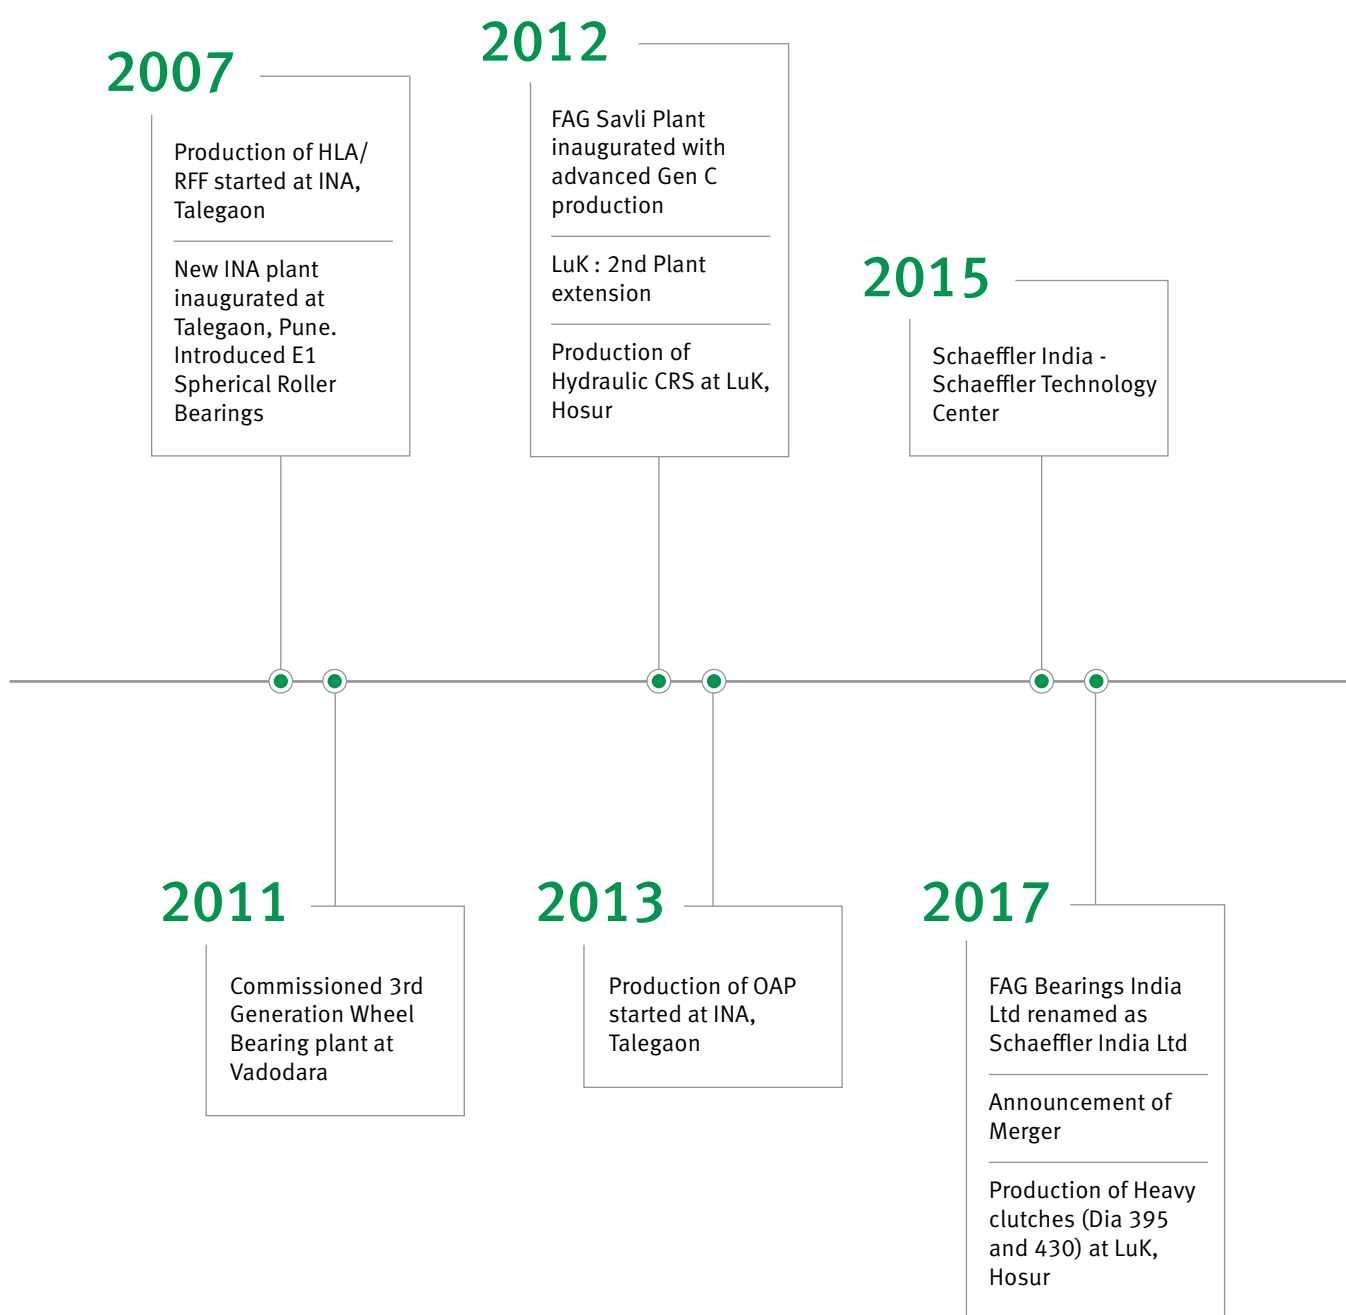 2007
Production of HLA/
RFF started at INA,
Talegaon
New INA plant
inaugurated at
Talegaon, Pune.
Introduced E1
Spherical Roller
Bearings
2012
FAG Savli Plant
inaugurated with
advanced Gen C
production
LuK : 2nd Plant
extension
Production of
Hydraulic CRS at LuK,
Hosur
2015
Schaeffler India -
Schaeffler Technology
Center
2011
Commissioned 3rd
Generation Wheel
Bearing plant at
Vadodara
2013
Production of OAP
started at INA,
Talegaon
2017
FAG Bearings India
Ltd renamed as
Schaeffler India Ltd
Announcement of
Merger
Production of Heavy
clutches (Dia 395
and 430) at LuK,
Hosur